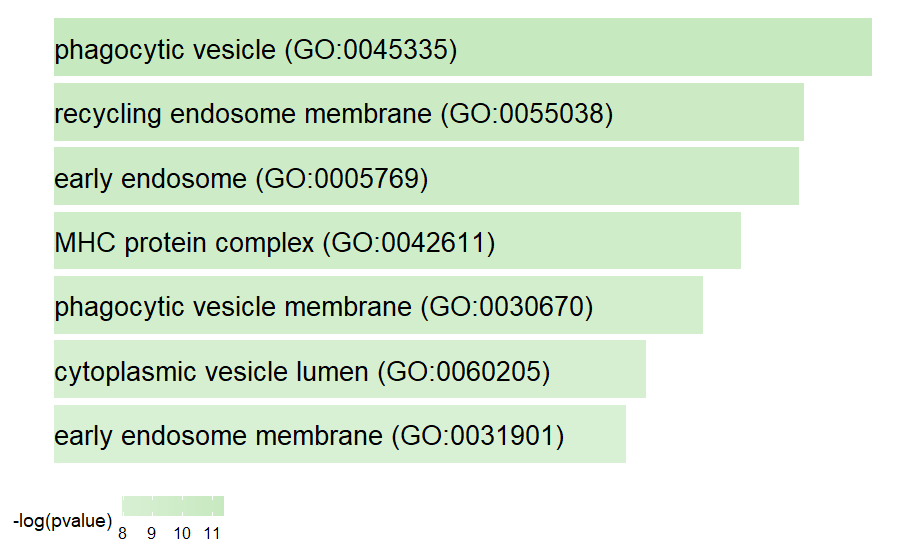 phagocytic vesicle (GO:0045335)
recycling endosome membrane (GO:0055038)
early endosome (GO:0005769)
MHC protein complex (GO:0042611)
phagocytic vesicle membrane (GO:0030670)
cytoplasmic vesicle lumen (GO:0060205)
early endosome membrane (GO:0031901)
-log(pvalue)
8 9 10 11